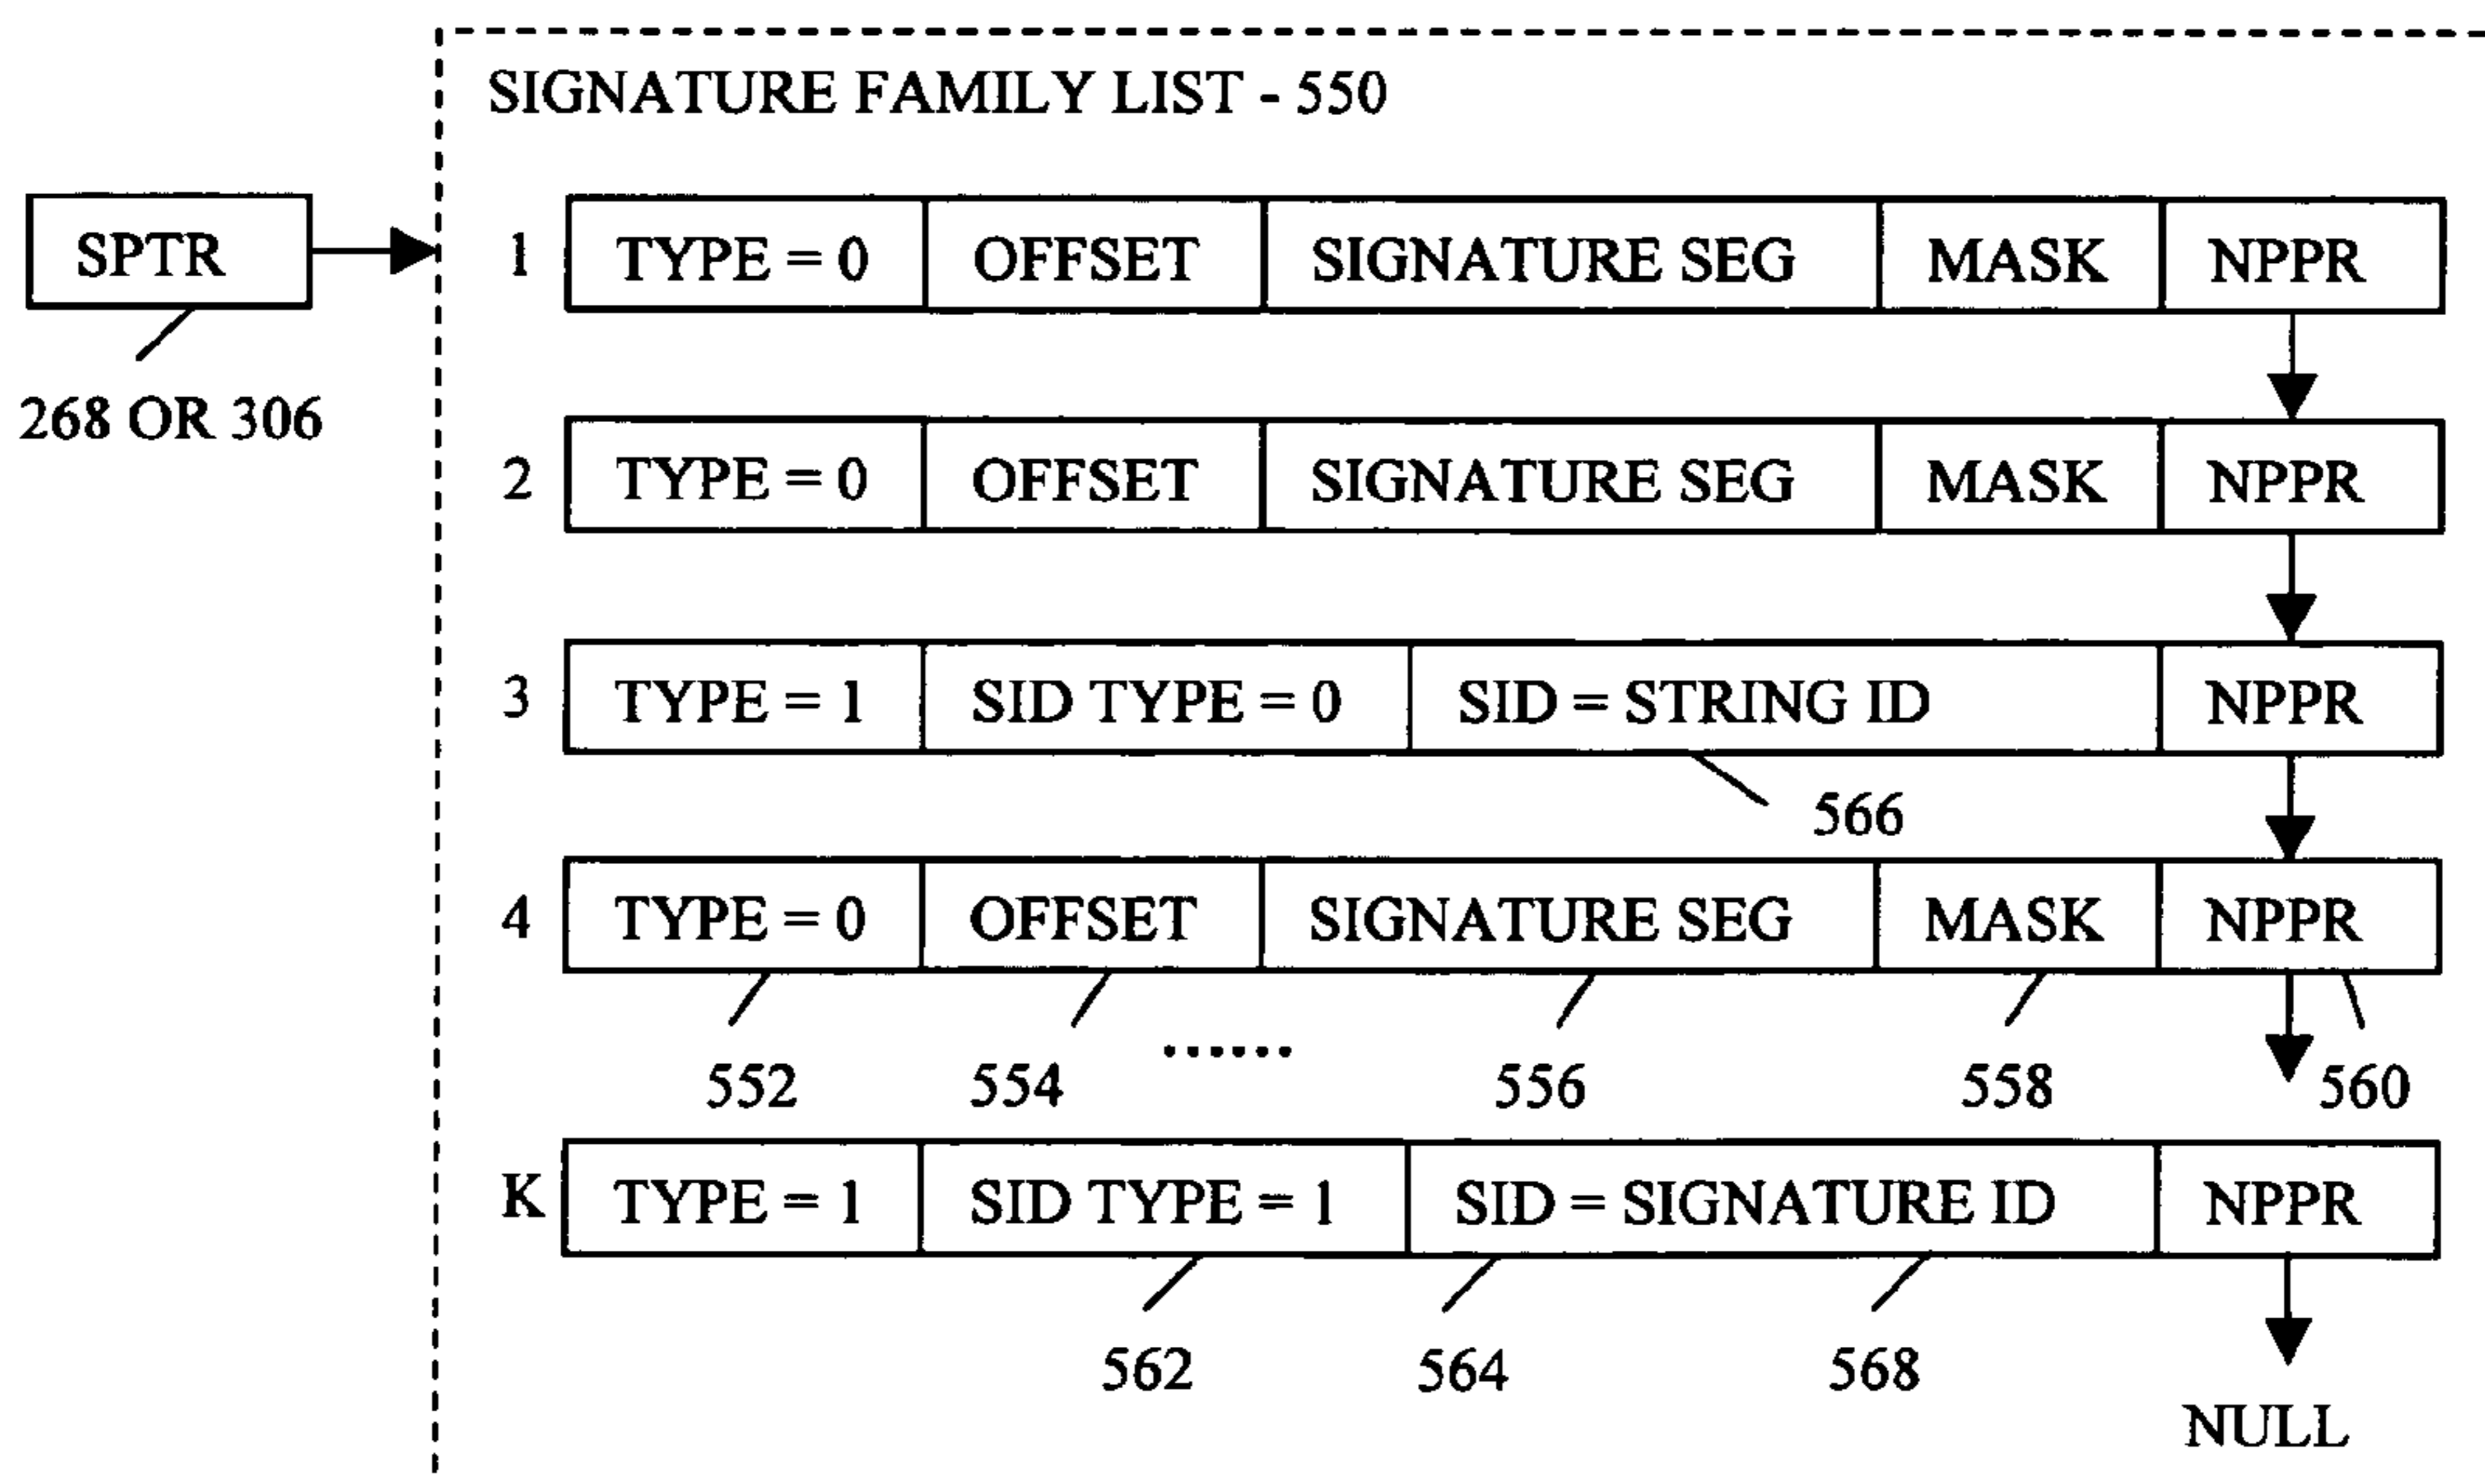 SIGNATURE FAMILY LIST - 550
SPTR
268 OR 306
1 TYPE = 0 OFFSET SIGNATURE SEG MASK NPPR
2 TYPE = 0 OFFSET SIGNATURE SEG MASK NPPR
3 TYPE = 1 SID TYPE = 0 SID = STRING ID NPPR
566
4 TYPE = 0 OFFSET SIGNATURE SEG MASK NPPR
......
552 554 556 558 560
K TYPE = 1 SID TYPE = 1 SID = SIGNATURE ID NPPR
562 564 568
NULL